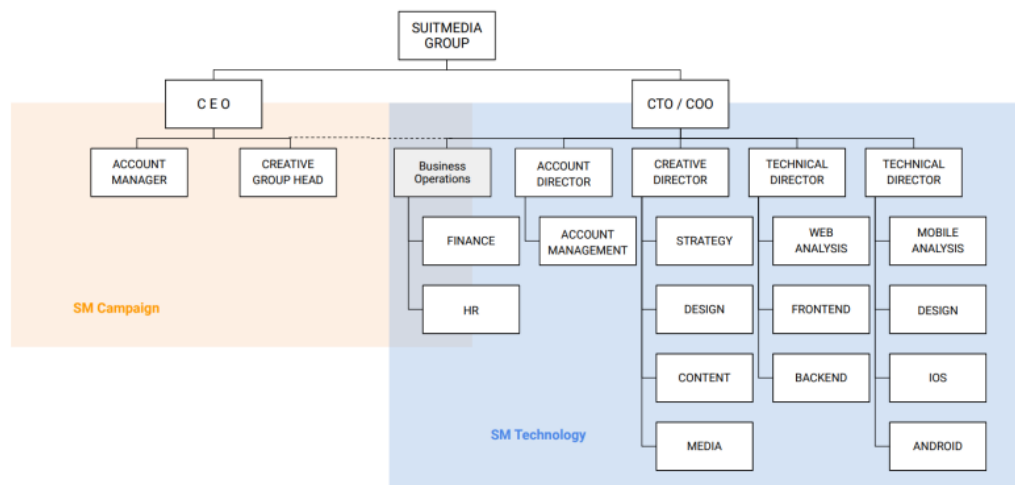 SUITMEDIA
GROUP
C E O
CTO / COO
ACCOUNT
MANAGER
CREATIVE
GROUP HEAD
Business
Operations
ACCOUNT
DIRECTOR
CREATIVE
DIRECTOR
TECHNICAL
DIRECTOR
TECHNICAL
DIRECTOR
FINANCE
ACCOUNT
MANAGEMENT
STRATEGY
WEB
ANALYSIS
MOBILE
ANALYSIS
SM Campaign
HR
DESIGN
FRONTEND
DESIGN
CONTENT
BACKEND
IOS
SM Technology
MEDIA
ANDROID